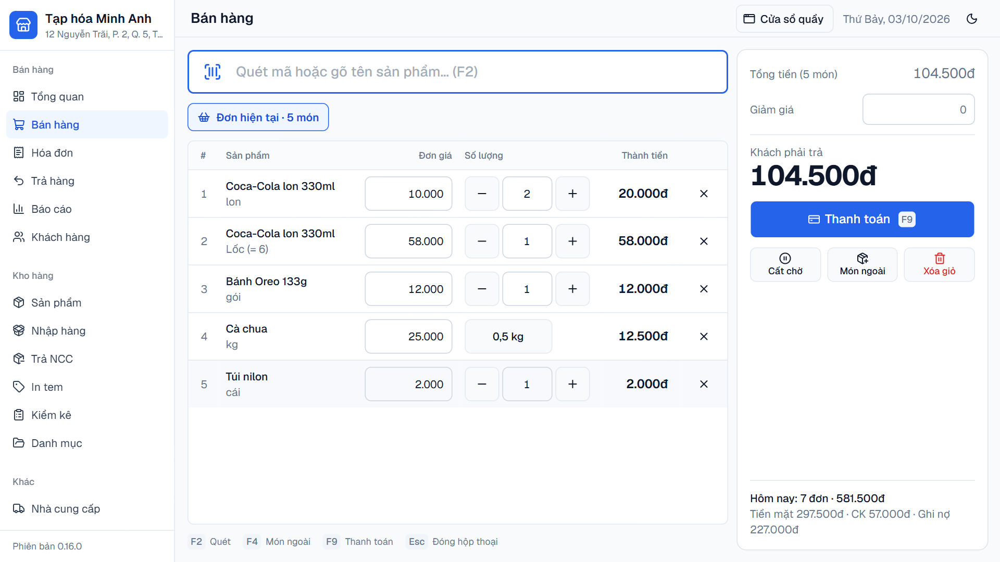 Tạp hóa Minh Anh
12 Nguyễn Trãi, P. 2, Q. 5, T...
Bán hàng
Tổng quan
Bán hàng
Hóa đơn
Trả hàng
Báo cáo
Khách hàng
Kho hàng
Sản phẩm
Nhập hàng
Trả NCC
In tem
Kiểm kê
Danh mục
Khác
Nhà cung cấp
Phiên bản 0.16.0
Bán hàng
Cửa sổ quầy
Thứ Bảy, 03/10/2026
Quét mã hoặc gõ tên sản phẩm... (F2)
Đơn hiện tại · 5 món
# Sản phẩm Đơn giá Số lượng Thành tiền
1 Coca-Cola lon 330ml 10.000 − 2 + 20.000đ ×
lon
2 Coca-Cola lon 330ml 58.000 − 1 + 58.000đ ×
Lốc (= 6)
3 Bánh Oreo 133g 12.000 − 1 + 12.000đ ×
gói
4 Cà chua 25.000 0,5 kg 12.500đ ×
kg
5 Túi nilon 2.000 − 1 + 2.000đ ×
cái
F2 Quét F4 Món ngoài F9 Thanh toán Esc Đóng hộp thoại
Tổng tiền (5 món) 104.500đ
Giảm giá 0
Khách phải trả
104.500đ
Thanh toán F9
Cất chờ
Món ngoài
Xóa giỏ
Hôm nay: 7 đơn · 581.500đ
Tiền mặt 297.500đ · CK 57.000đ · Ghi nợ
227.000đ